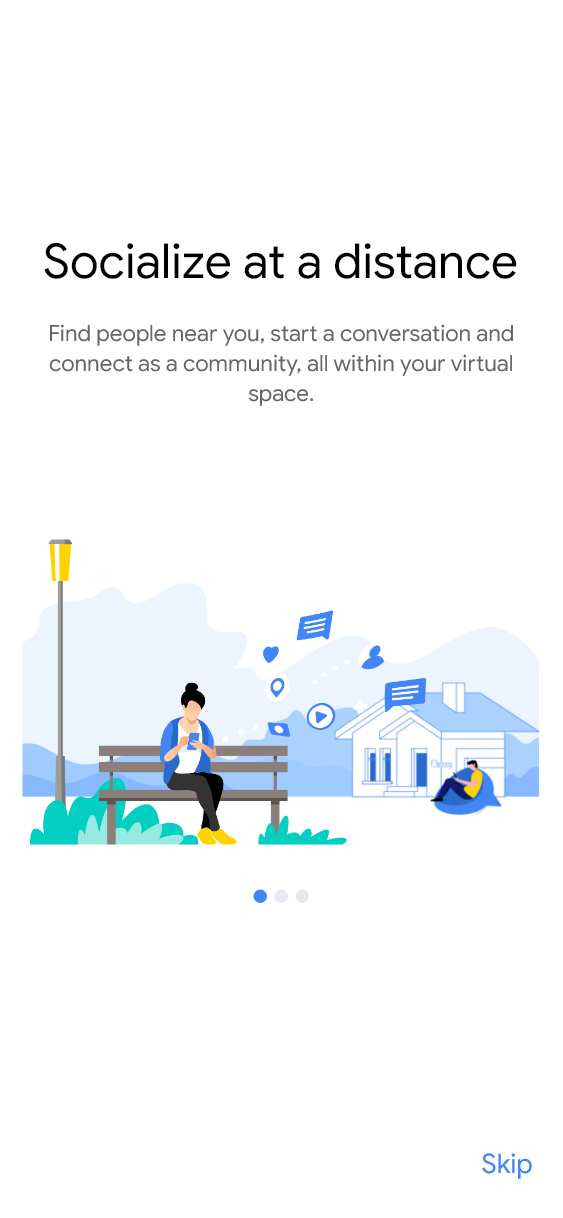 Socialize at a distance
Find people near you, start a conversation and
connect as a community, all within your virtual
space.
Skip